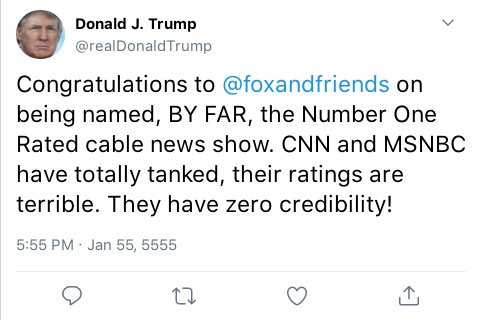 Donald J. Trump
@realDonaldTrump
Congratulations to @foxandfriends on
being named, BY FAR, the Number One
Rated cable news show. CNN and MSNBC
have totally tanked, their ratings are
terrible. They have zero credibility!
5:55 PM · Jan 55, 5555